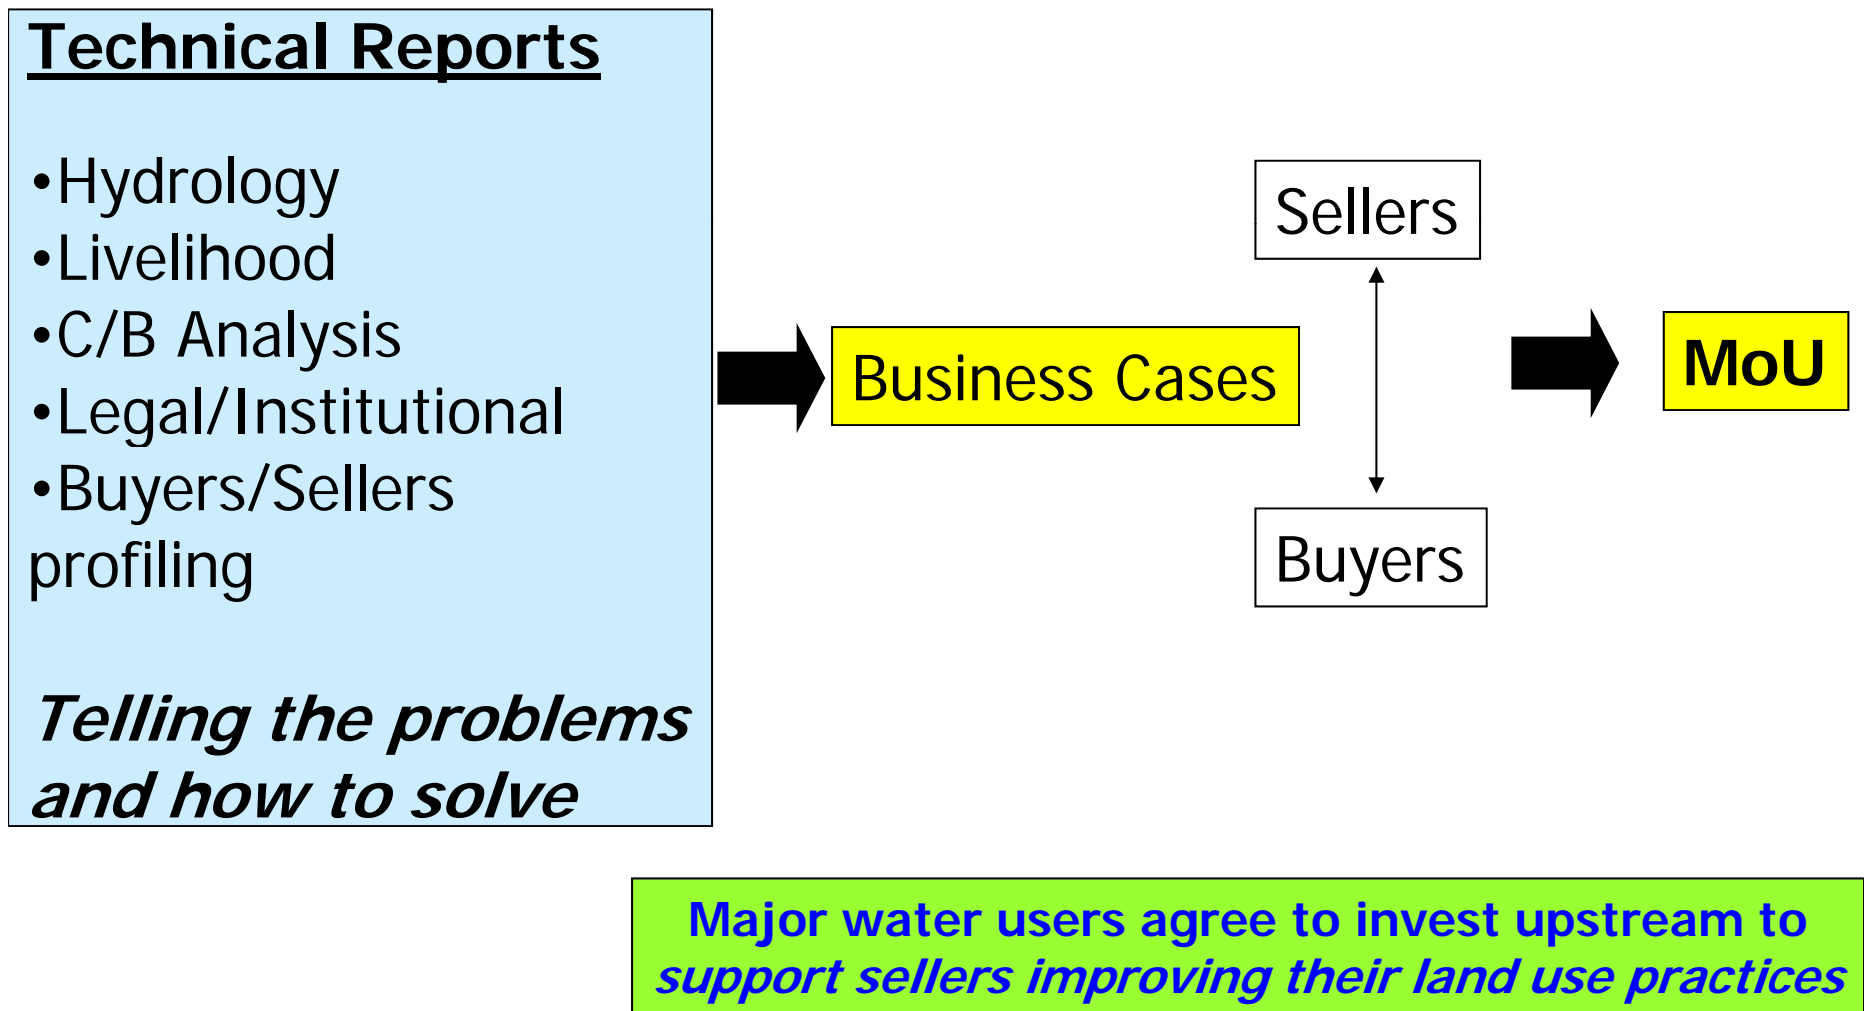 Technical Reports
•Hydrology
•Livelihood
•C/B Analysis
•Legal/Institutional
•Buyers/Sellers
profiling
Telling the problems
and how to solve
Business Cases
Sellers
Buyers
MoU
Major water users agree to invest upstream to
support sellers improving their land use practices